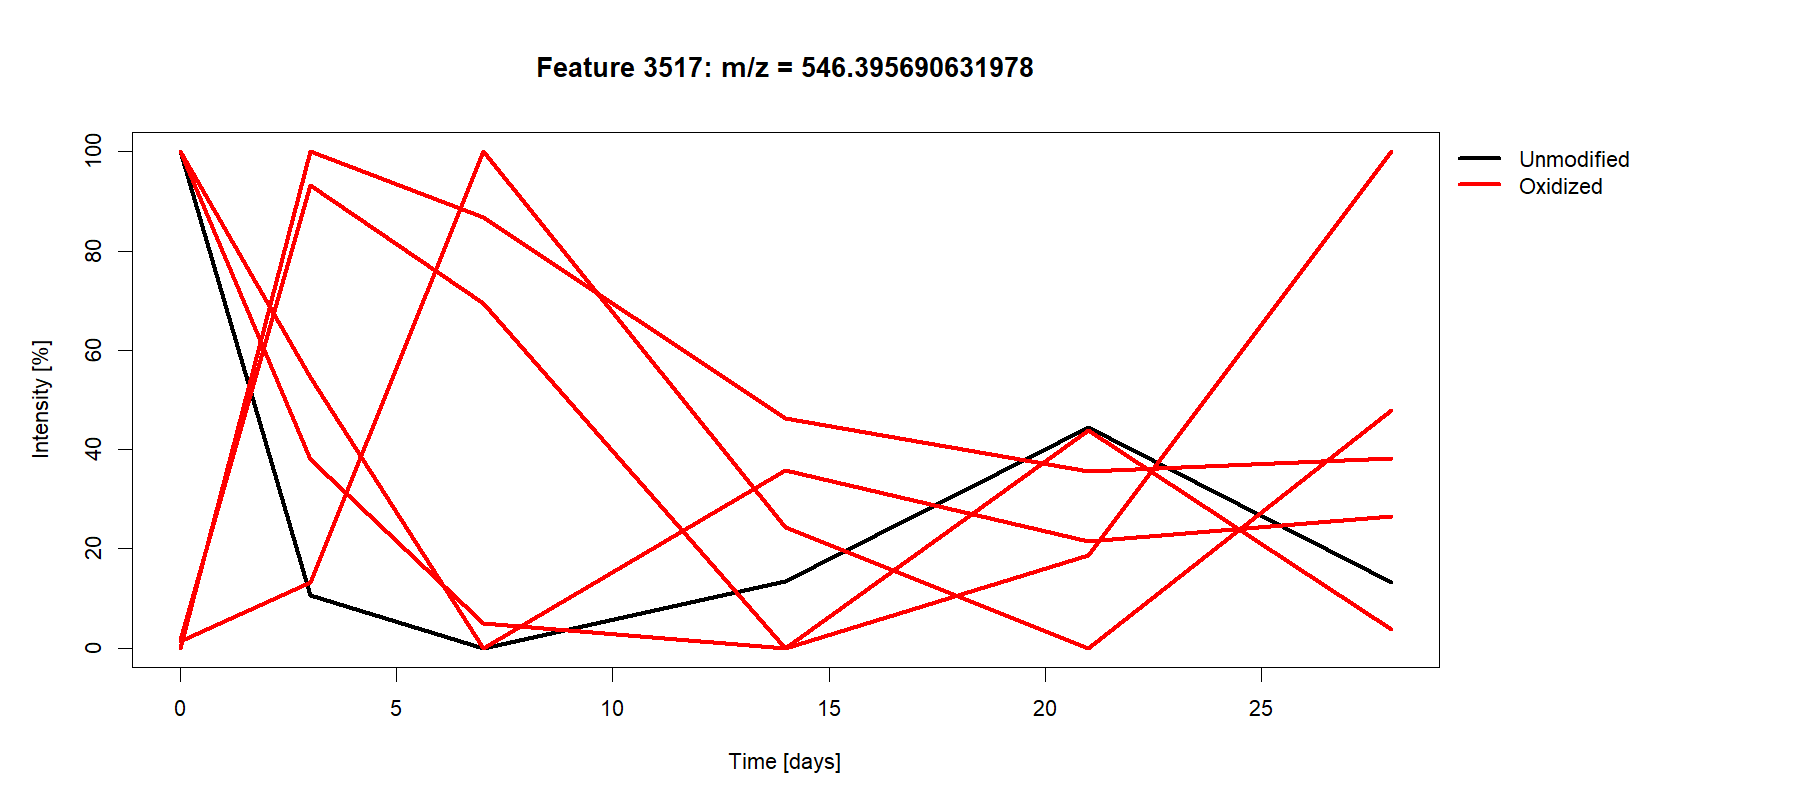 Feature 3517: m/z = 546.395690631978
Unmodified
Oxidized
Intensity [%]
100
80
60
40
20
0
0 5 10 15 20 25
Time [days]